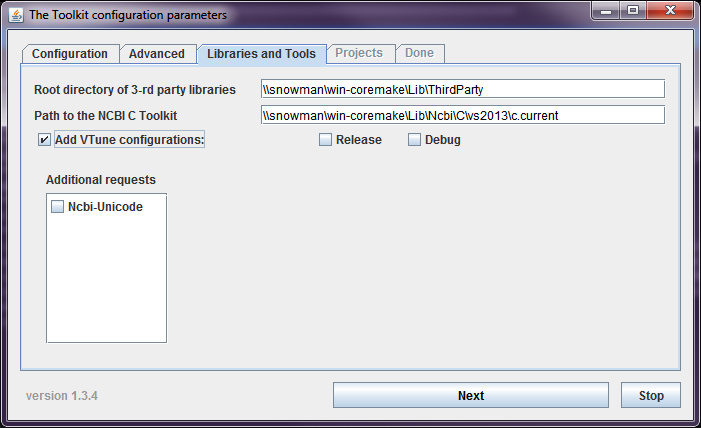 The Toolkit configuration parameters
Configuration Advanced Libraries and Tools Projects Done
Root directory of 3-rd party libraries \\snowman\win-coremake\Lib\ThirdParty
Path to the NCBI C Toolkit \\snowman\win-coremake\Lib\Ncbi\C\vs2013\c.current
Add VTune configurations: Release Debug
Additional requests
Ncbi-Unicode
version 1.3.4 Next Stop